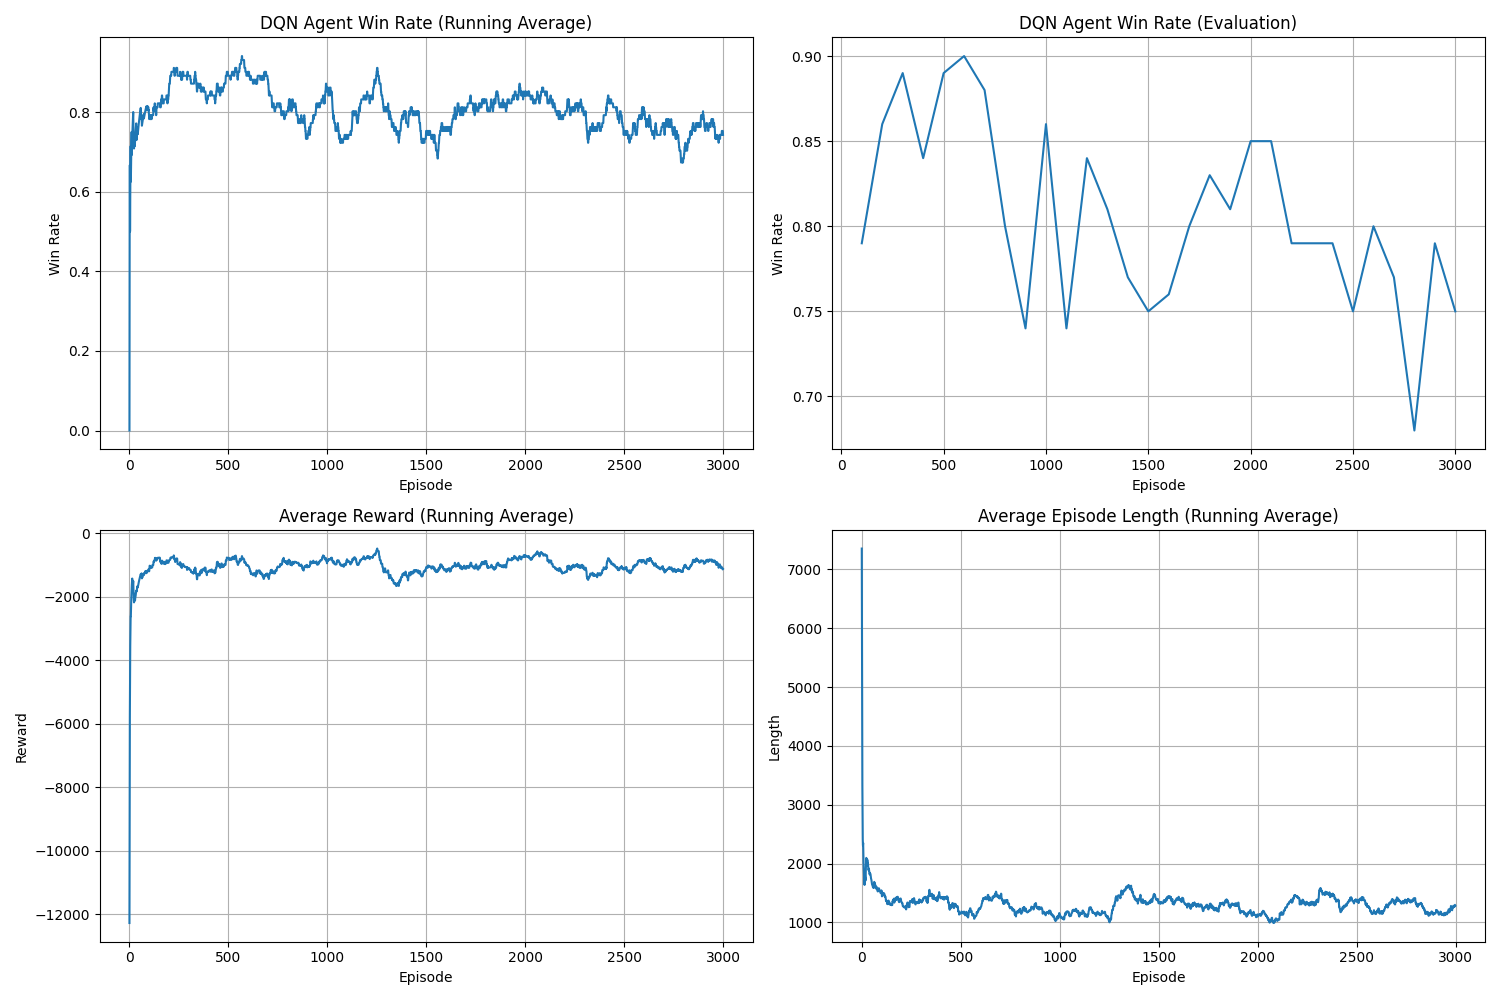 DQN Agent Win Rate (Running Average)
Win Rate
0.8
0.6
0.4
0.2
0.0
0 500 1000 1500 2000 2500 3000
Episode
DQN Agent Win Rate (Evaluation)
Win Rate
0.90
0.85
0.80
0.75
0.70
0 500 1000 1500 2000 2500 3000
Episode
Average Reward (Running Average)
Reward
0
−2000
−4000
−6000
−8000
−10000
−12000
0 500 1000 1500 2000 2500 3000
Episode
Average Episode Length (Running Average)
Length
7000
6000
5000
4000
3000
2000
1000
0 500 1000 1500 2000 2500 3000
Episode